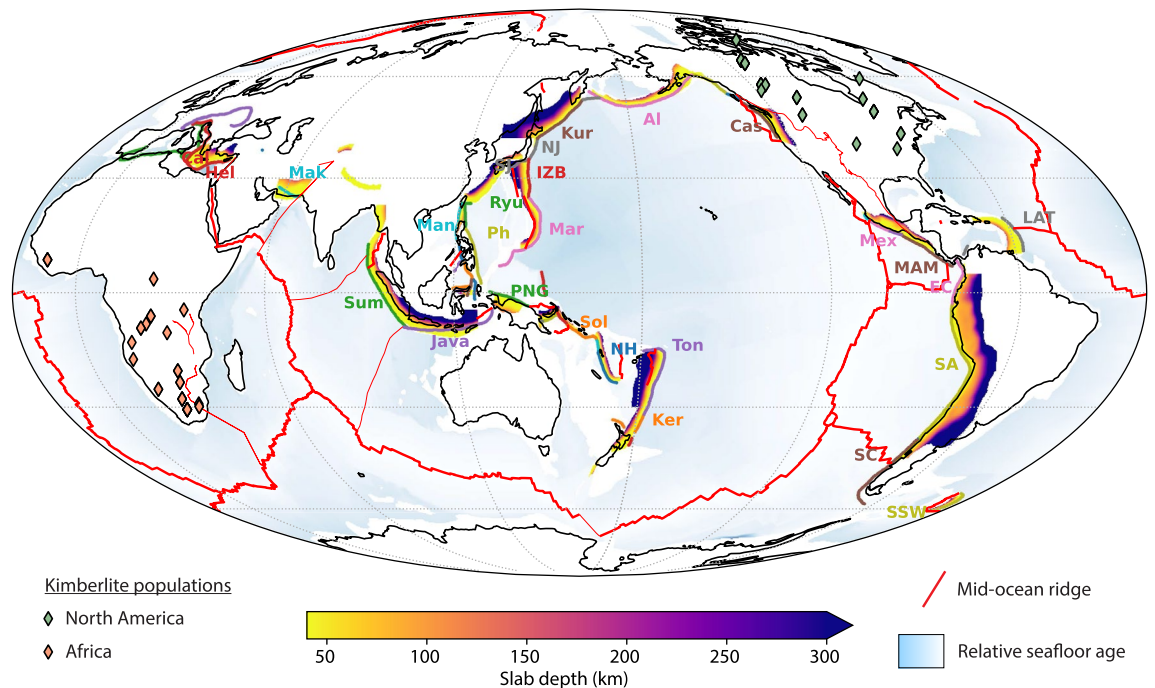 Al
Kur
Cas
NJ
IZB
Hel
Mak
Ryu
Man
Ph
Mar
LAT
Mex
MAM
EC
Sum
PNG
Java
Sol
NH
Ton
SA
Ker
SC
SSW
Kimberlite populations
North America
Africa
50 100 150 200 250 300
Slab depth (km)
Mid-ocean ridge
Relative seafloor age